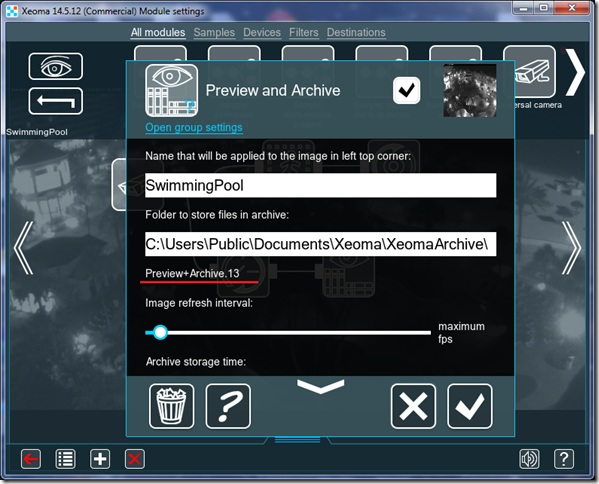 Xeoma 14.5.12 (Commercial) Module settings
All modules Samples Devices Filters Destinations
SwimmingPool
Preview and Archive
Open group settings
Name that will be applied to the image in left top corner:
SwimmingPool
Folder to store files in archive:
C:\Users\Public\Documents\Xeoma\XeomaArchive\
Preview+Archive.13
Image refresh interval:
maximum
fps
Archive storage time:
?
camera
?